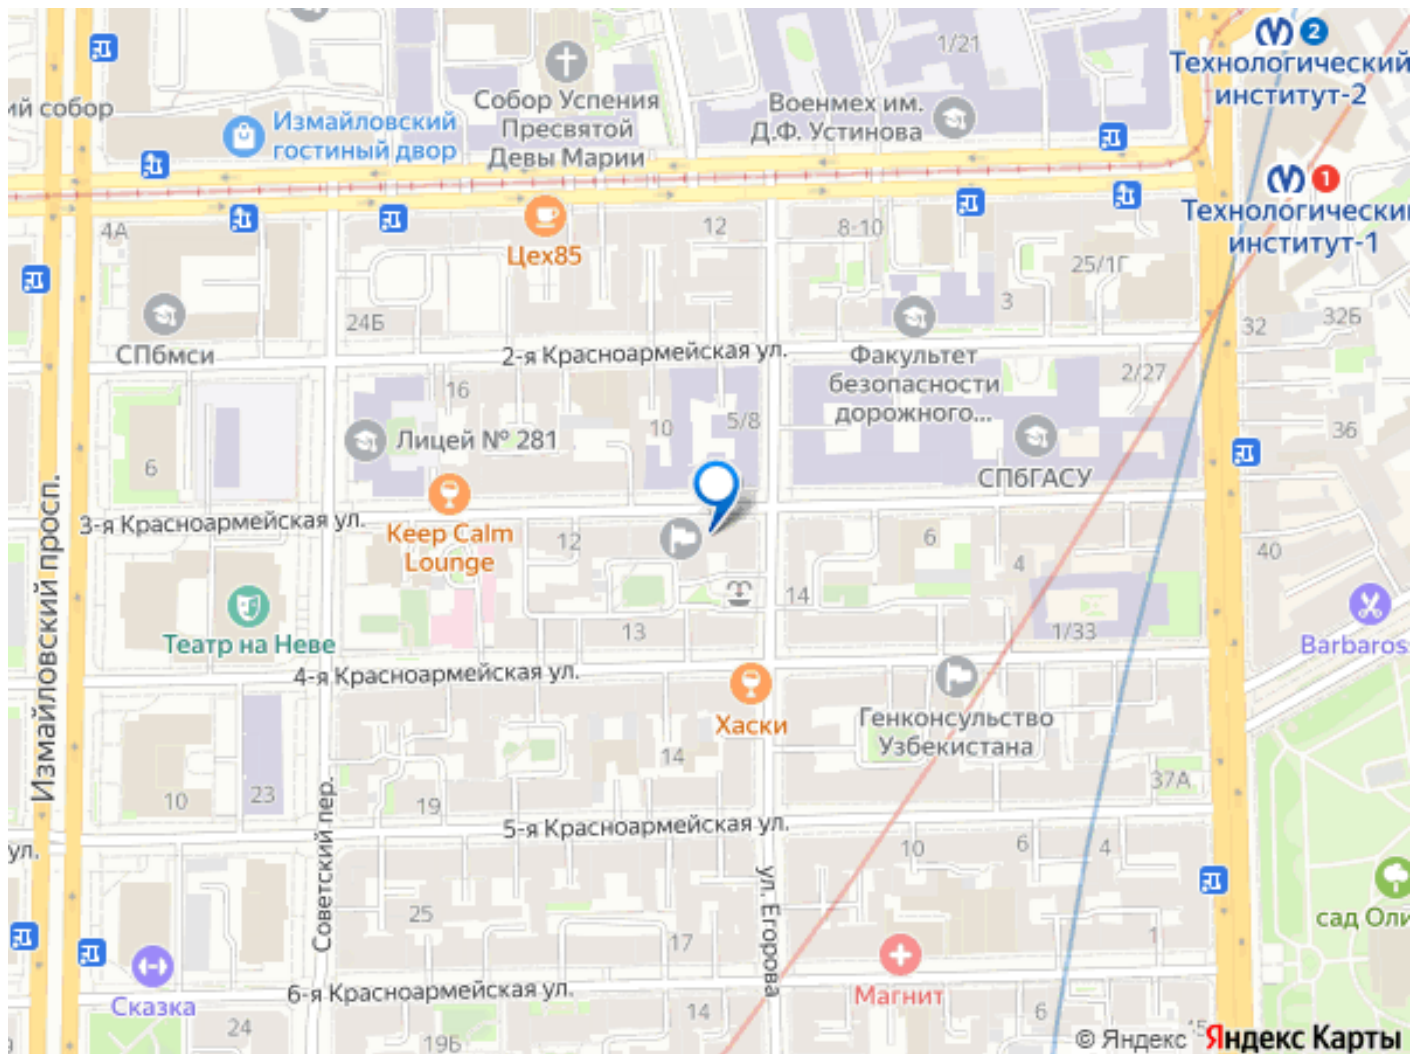 2
Технологический
институт-2
1/21
Собор Успения
Пресвятой
Девы Марии
Военмех им.
Д.Ф. Устинова
ий собор
Измайловский
гостиный двор
1
Технологически
институт-1
4А
12
8-10
Цех85
25/1Г
3
24Б
32
32Б
СПбмси
2-я Красноармейская ул.
Факультет
безопасности
дорожного...
16
2/27
10
5/8
Лицей № 281
36
6
СПбГАСУ
3-я Красноармейская ул.
Keep Calm
Lounge
12
6
4
40
Измайловский просп.
14
13
1/33
Театр на Неве
Barbaros
4-я Красноармейская ул.
Хаски
Генконсульство
Узбекистана
14
37А
10
23
19
Советский пер.
5-я Красноармейская ул.
ул.
10
6
4
ул. Егорова
25
17
1
сад Оли
Сказка
6-я Красноармейская ул.
Магнит
24
19Б
14
6
© Яндекс
Яндекс Карты